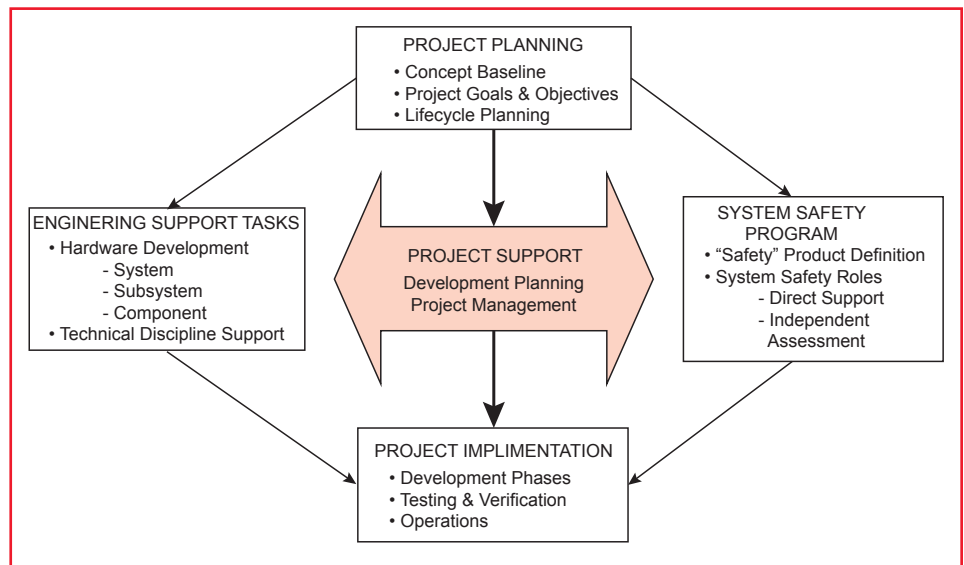 PROJECT PLANNING
• Concept Baseline
• Project Goals & Objectives
• Lifecycle Planning
ENGINERING SUPPORT TASKS
• Hardware Development
- System
- Subsystem
- Component
• Technical Discipline Support
PROJECT SUPPORT
Development Planning
Project Management
SYSTEM SAFETY
PROGRAM
• “Safety” Product Definition
• System Safety Roles
- Direct Support
- Independent
Assessment
PROJECT IMPLIMENTATION
• Development Phases
• Testing & Verification
• Operations